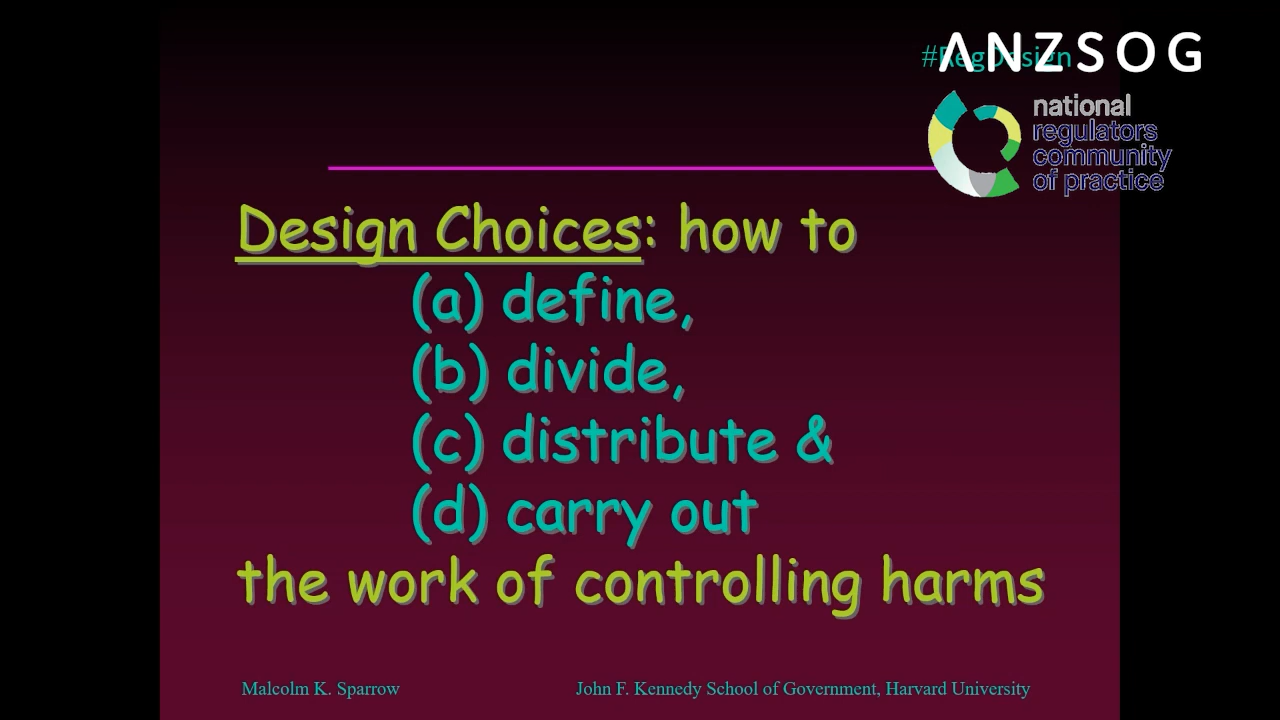 #RegDesign
ANZSOG
national
regulators
community
of practice
Design Choices: how to
(a) define,
(b) divide,
(c) distribute &
(d) carry out
the work of controlling harms
Malcolm K. Sparrow
John F. Kennedy School of Government, Harvard University